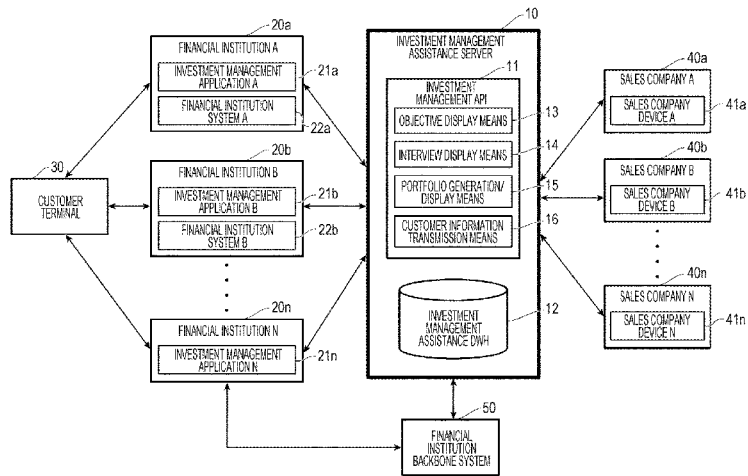 30
CUSTOMER
TERMINAL
20a
FINANCIAL INSTITUTION A
INVESTMENT MANAGEMENT
APPLICATION A
21a
FINANCIAL INSTITUTION
SYSTEM A
22a
20b
FINANCIAL INSTITUTION B
INVESTMENT MANAGEMENT
APPLICATION B
21b
FINANCIAL INSTITUTION
SYSTEM B
22b
20n
FINANCIAL INSTITUTION N
INVESTMENT MANAGEMENT
APPLICATION N
21n
10
INVESTMENT MANAGEMENT
ASSISTANCE SERVER
11
INVESTMENT
MANAGEMENT API
OBJECTIVE DISPLAY MEANS
13
INTERVIEW DISPLAY MEANS
14
PORTFOLIO GENERATION/
DISPLAY MEANS
15
CUSTOMER INFORMATION
TRANSMISSION MEANS
16
INVESTMENT
MANAGEMENT
ASSISTANCE DWH
12
50
FINANCIAL
INSTITUTION
BACKBONE SYSTEM
40a
SALES COMPANY A
SALES COMPANY
DEVICE A
41a
40b
SALES COMPANY B
SALES COMPANY
DEVICE B
41b
40n
SALES COMPANY N
SALES COMPANY
DEVICE N
41n